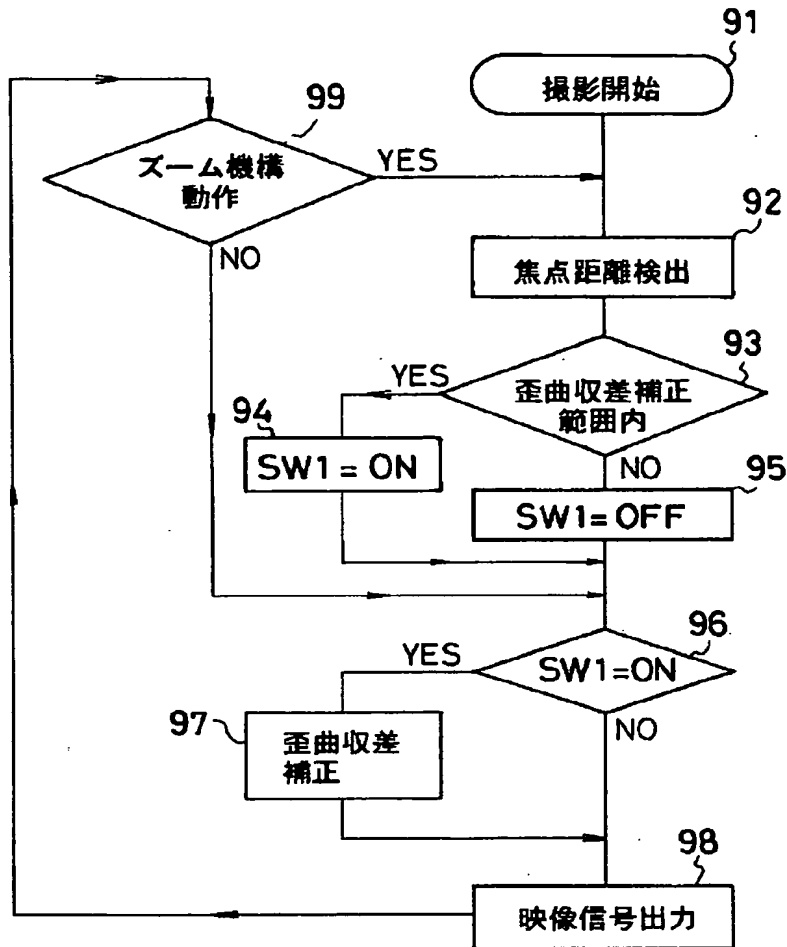 91
撮影開始
99
ズーム機構
動作
YES
NO
92
焦点距離検出
93
歪曲収差補正
範囲内
YES
NO
94
SW1 = ON
95
SW1=OFF
96
SW1=ON
YES
NO
97
歪曲収差
補正
98
映像信号出力